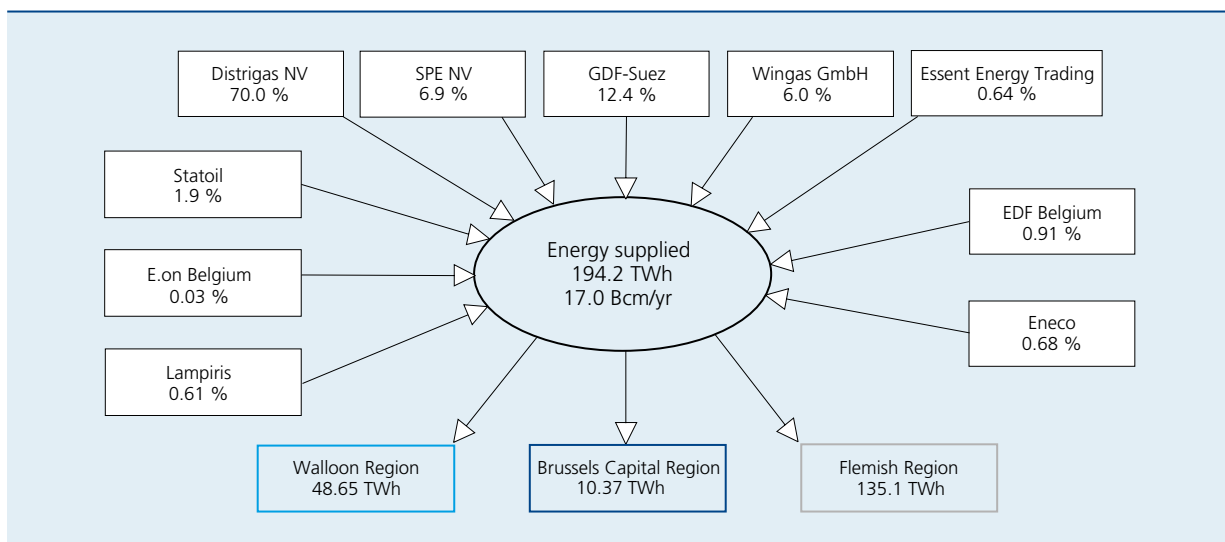 Distrigas NV
70.0 %
SPE NV
6.9 %
GDF-Suez
12.4 %
Wingas GmbH
6.0 %
Essent Energy Trading
0.64 %
Statoil
1.9 %
EDF Belgium
0.91 %
Energy supplied
194.2 TWh
17.0 Bcm/yr
E.on Belgium
0.03 %
Eneco
0.68 %
Lampiris
0.61 %
Walloon Region
48.65 TWh
Brussels Capital Region
10.37 TWh
Flemish Region
135.1 TWh